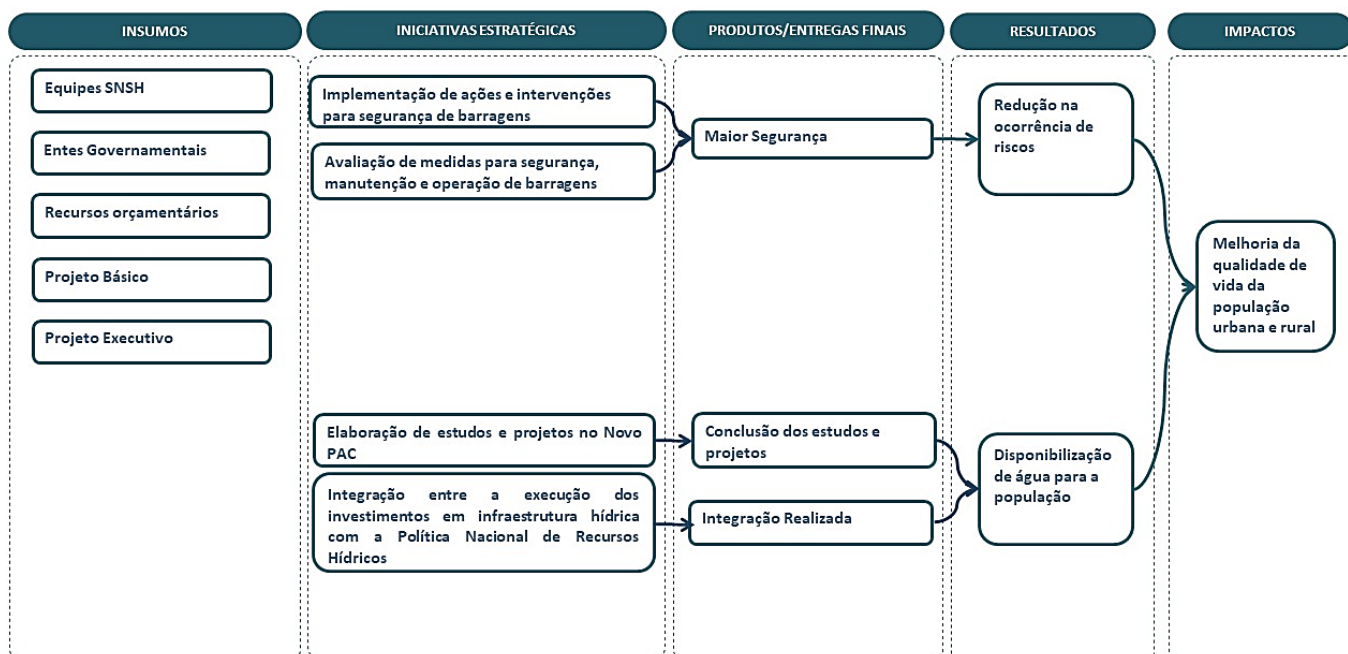 INSUMOS
INICIATIVAS ESTRATÉGICAS
PRODUTOS/ENTREGAS FINAIS
RESULTADOS
IMPACTOS
Equipes SNSH
Entes Governamentais
Recursos orçamentários
Projeto Básico
Projeto Executivo
Implementação de ações e intervenções
para segurança de barragens
Avaliação de medidas para segurança,
manutenção e operação de barragens
Elaboração de estudos e projetos no Novo
PAC
Integração entre a execução dos
investimentos em infraestrutura hídrica
com a Política Nacional de Recursos
Hídricos
Maior Segurança
Conclusão dos estudos e
projetos
Integração Realizada
Redução na
ocorrência de
riscos
Disponibilização
de água para a
população
Melhoria da
qualidade de
vida da
população
urbana e rural